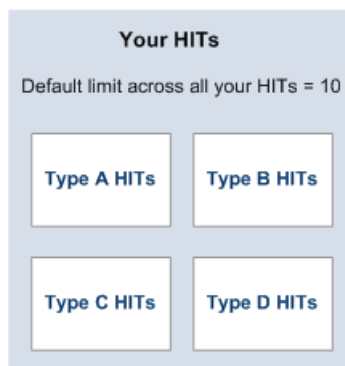 Your HITs
Default limit across all your HITs = 10
Type A HITs
Type B HITs
Type C HITs
Type D HITs